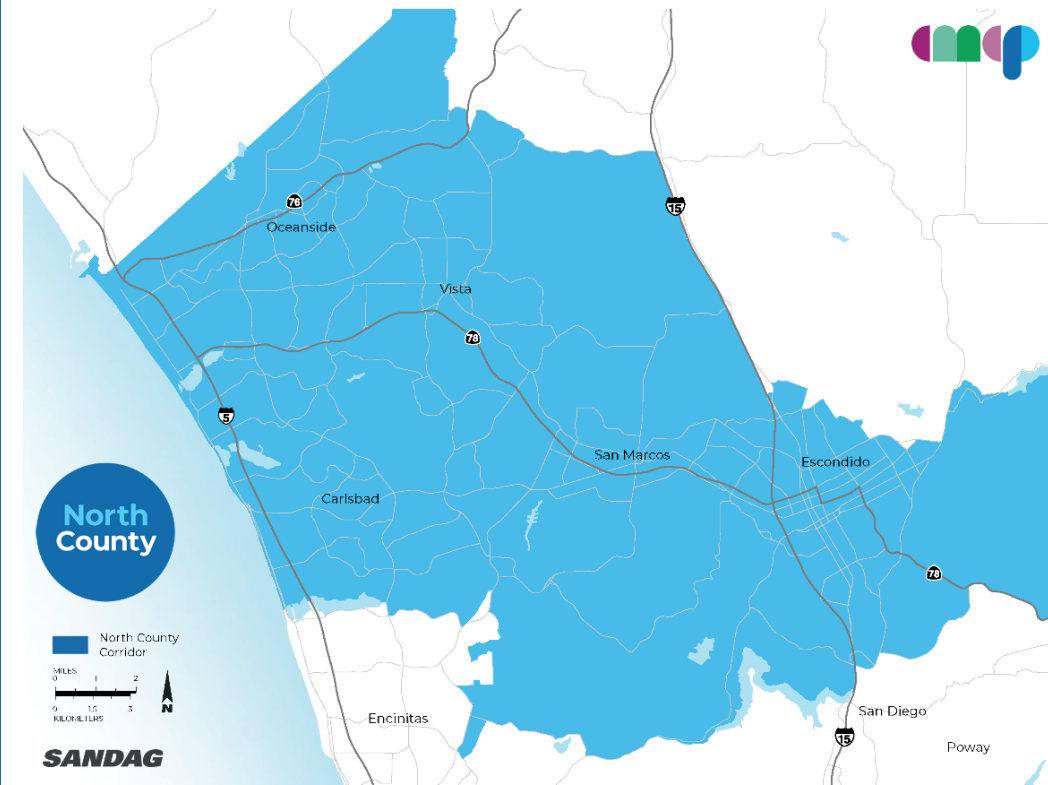 cmcp
76
15
Oceanside
Vista
78
5
San Marcos
Escondido
Carlsbad
North
County
78
North County
Corridor
MILES
0 1 2
0 1.5 3
KILOMETERS
N
Encinitas
San Diego
15
Poway
SANDAG